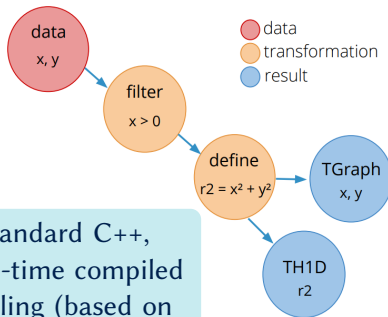 data
x, y
data
transformation
result
filter
x > 0
define
r2 = x² + y²
TGraph
x, y
TH1D
r2
andard C++,
-time compiled
ling (based on